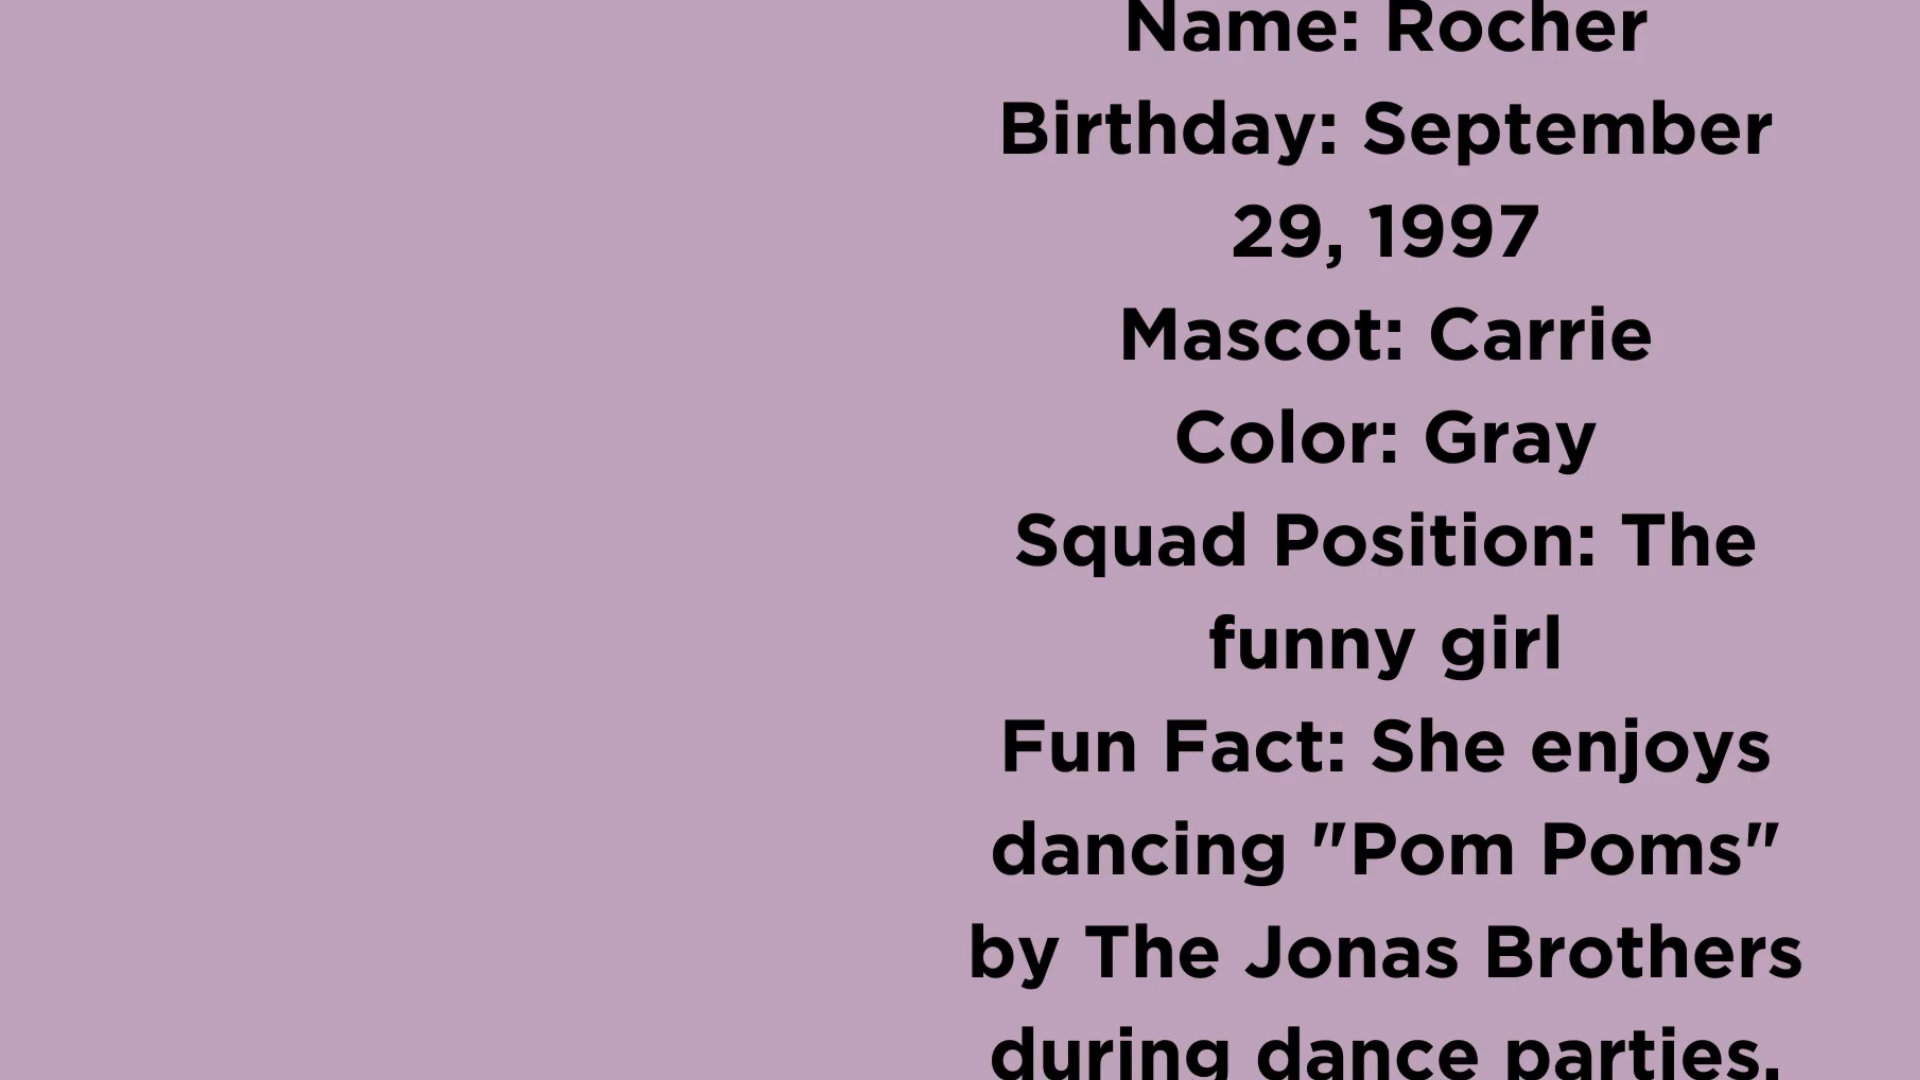 Name: Rocher
Birthday: September
29, 1997
Mascot: Carrie
Color: Gray
Squad Position: The
funny girl
Fun Fact: She enjoys
dancing "Pom Poms"
by The Jonas Brothers
during dance parties.